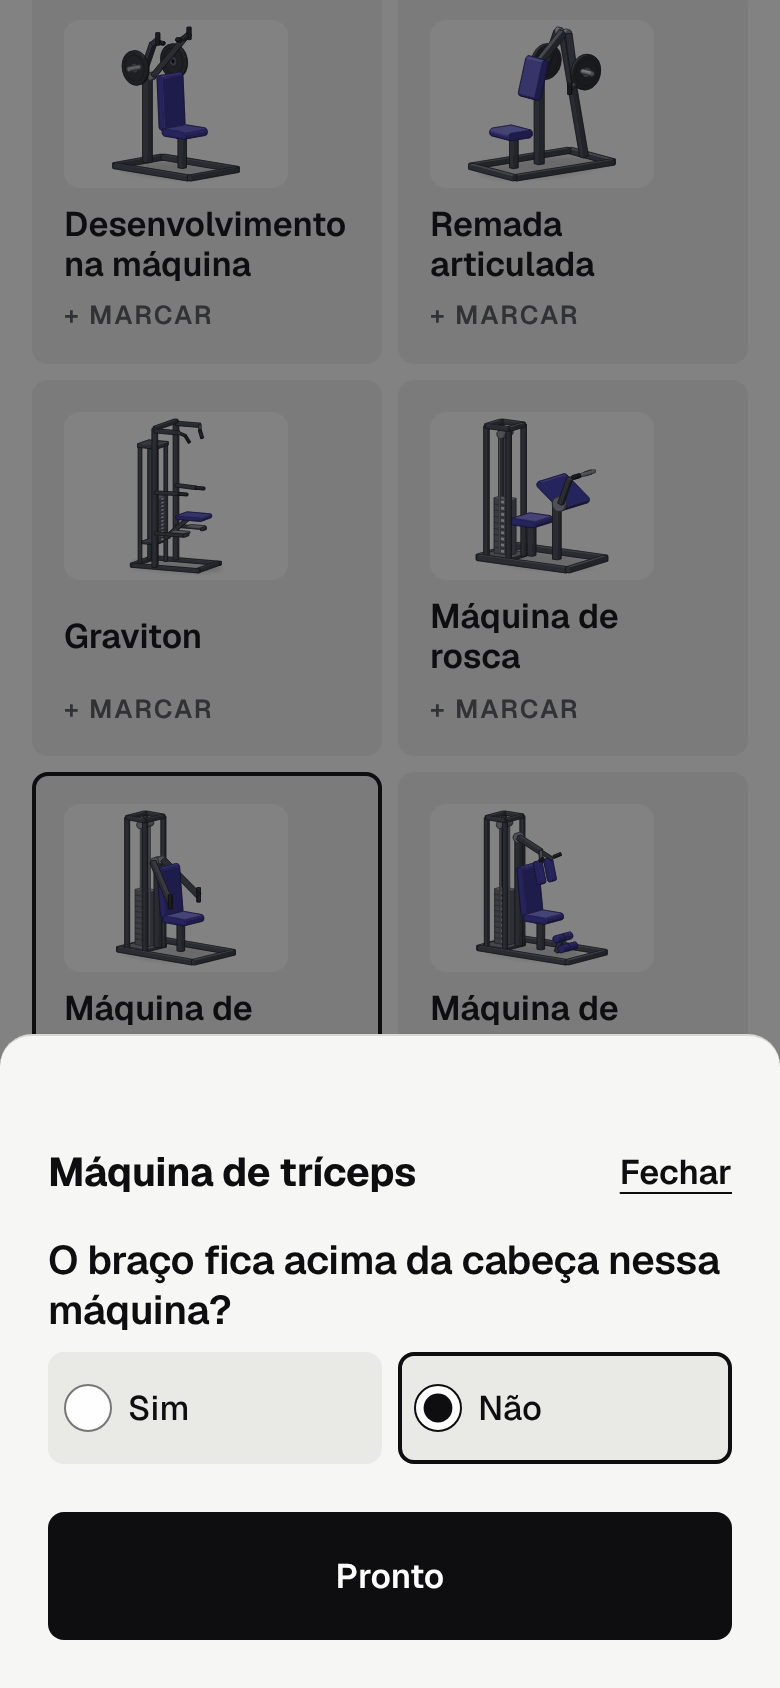 Desenvolvimento
na máquina
+ MARCAR
Remada
articulada
+ MARCAR
Graviton
+ MARCAR
Máquina de
rosca
+ MARCAR
Máquina de
Máquina de
Máquina de tríceps
Fechar
O braço fica acima da cabeça nessa
máquina?
Sim
Não
Pronto